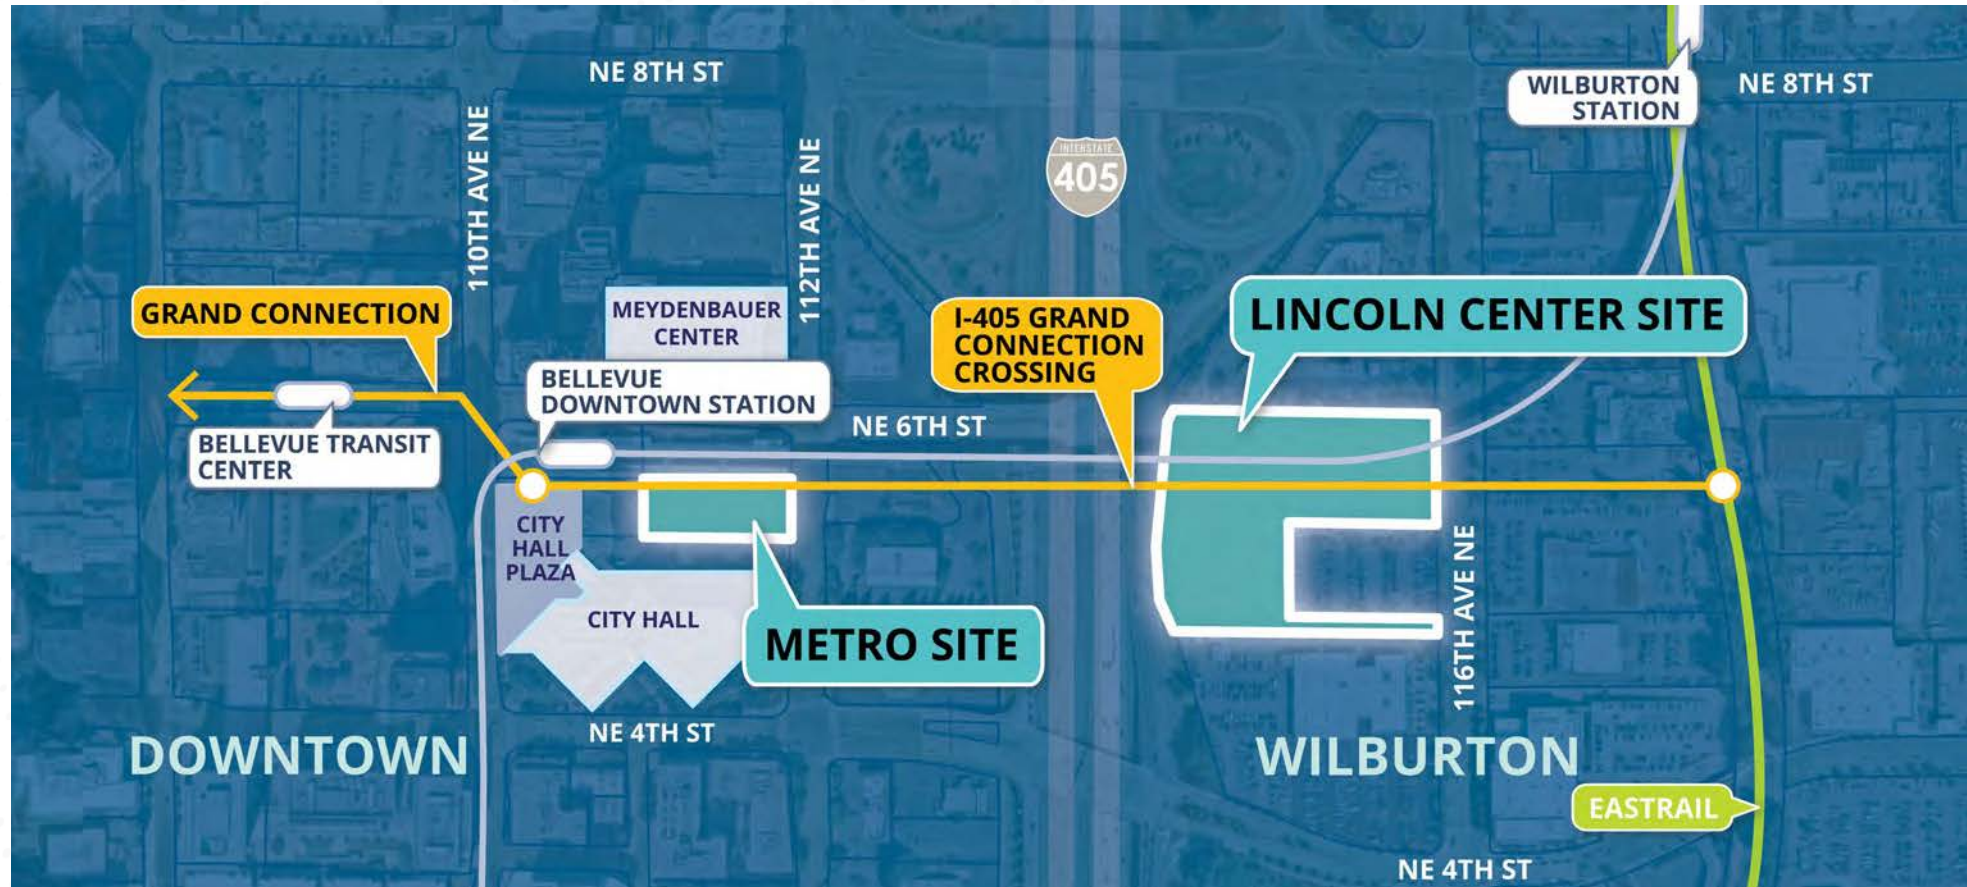 NE 8TH ST
WILBURTON
STATION
NE 8TH ST
110TH AVE NE
112TH AVE NE
INTERSTATE
405
GRAND CONNECTION
MEYDENBAUER
CENTER
I-405 GRAND
CONNECTION
CROSSING
LINCOLN CENTER SITE
BELLEVUE
DOWNTOWN STATION
BELLEVUE TRANSIT
CENTER
NE 6TH ST
CITY
HALL
PLAZA
CITY HALL
METRO SITE
116TH AVE NE
NE 4TH ST
DOWNTOWN
WILBURTON
EASTRAIL
NE 4TH ST